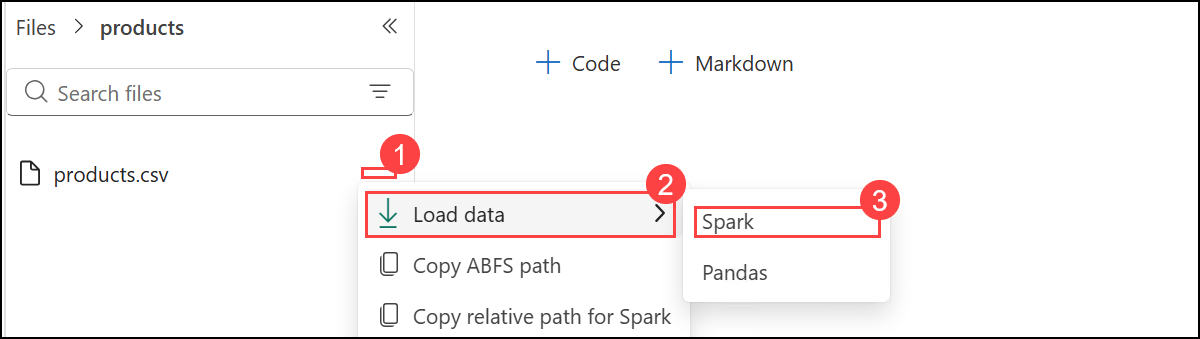 Files > products
Code
Markdown
Search files
products.csv
1
2
3
Load data
Spark
Copy ABFS path
Pandas
Copy relative path for Spark